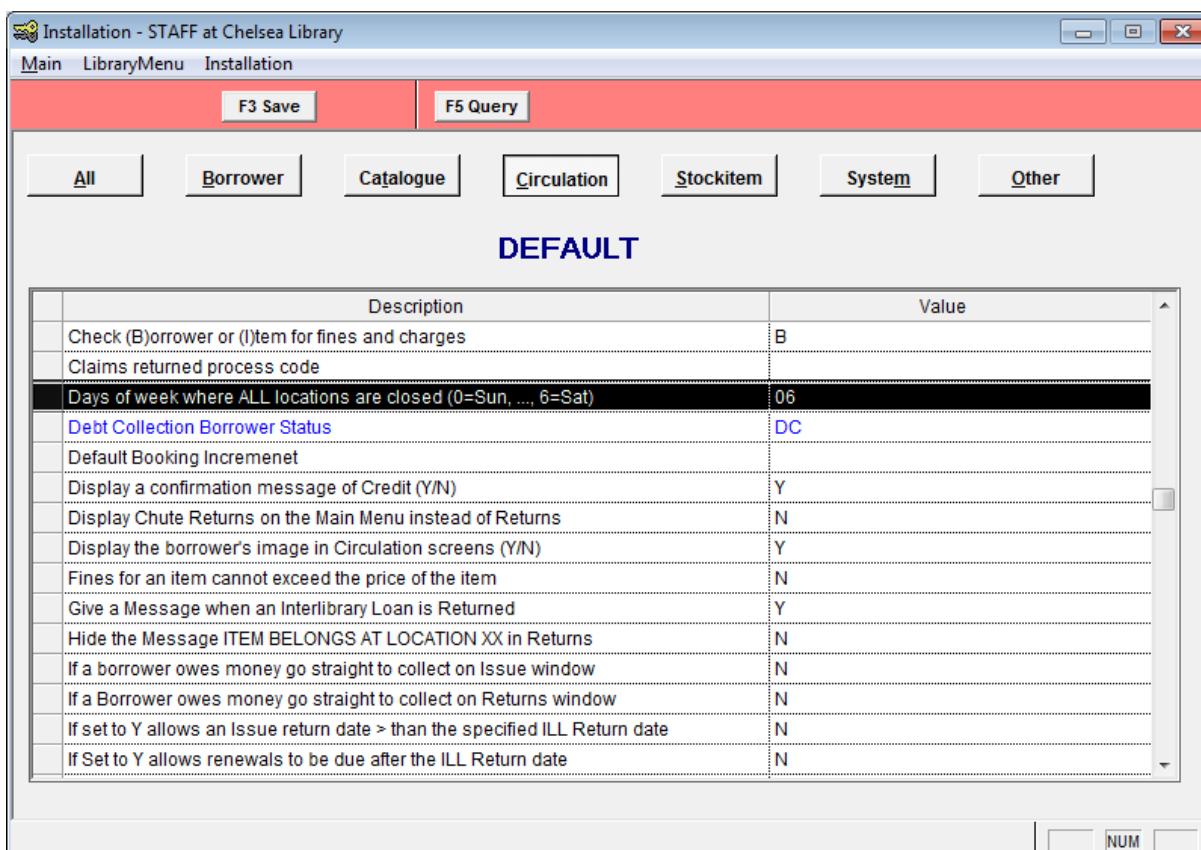 Installation - STAFF at Chelsea Library
Main LibraryMenu Installation
F3 Save F5 Query
All Borrower Catalogue Circulation Stockitem System Other
DEFAULT
Description Value
Check (B)orrower or (I)tem for fines and charges B
Claims returned process code
Days of week where ALL locations are closed (0=Sun, ..., 6=Sat) 06
Debt Collection Borrower Status DC
Default Booking Incremenet
Display a confirmation message of Credit (Y/N) Y
Display Chute Returns on the Main Menu instead of Returns N
Display the borrower's image in Circulation screens (Y/N) Y
Fines for an item cannot exceed the price of the item N
Give a Message when an Interlibrary Loan is Returned Y
Hide the Message ITEM BELONGS AT LOCATION XX in Returns N
If a borrower owes money go straight to collect on Issue window N
If a Borrower owes money go straight to collect on Returns window N
If set to Y allows an Issue return date > than the specified ILL Return date N
If Set to Y allows renewals to be due after the ILL Return date N
NUM